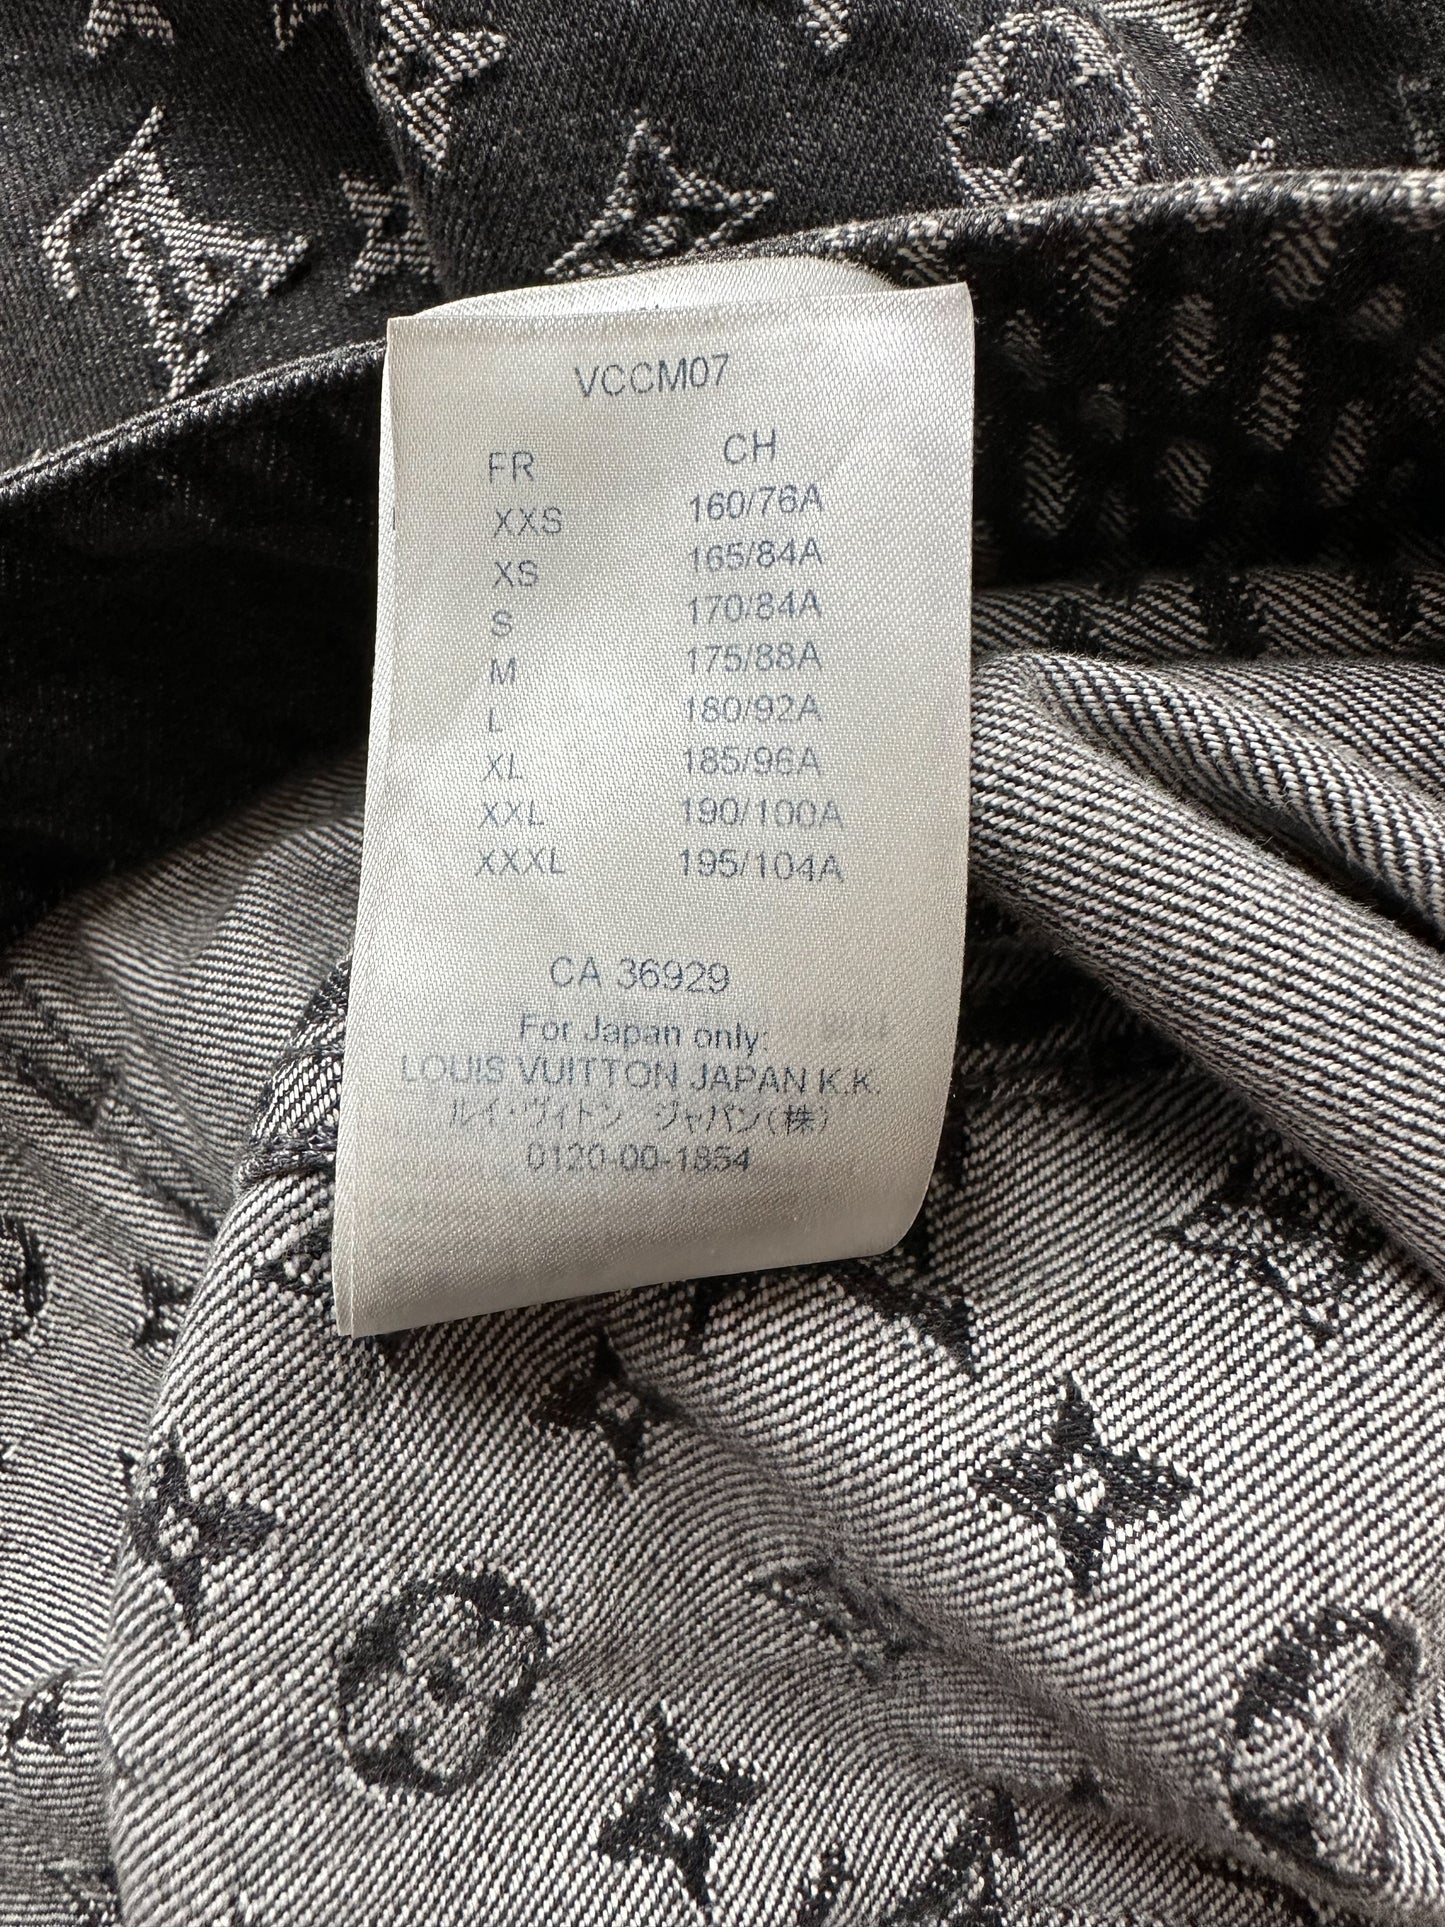 VCCM07
FR CH
XXS 160/76A
XS 165/84A
S 170/84A
M 175/88A
L 180/92A
XL 185/96A
XXL 190/100A
XXXL 195/104A
CA 36929
For Japan only:
LOUIS VUITTON JAPAN K.K.
ルイ・ヴィトン ジャパン(株)
0120-00-1854